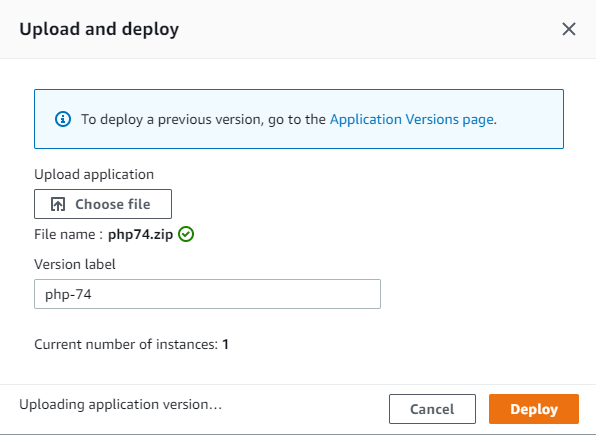 Upload and deploy
To deploy a previous version, go to the Application Versions page.
Upload application
Choose file
File name : php74.zip
Version label
php-74
Current number of instances: 1
Uploading application version...
Cancel
Deploy